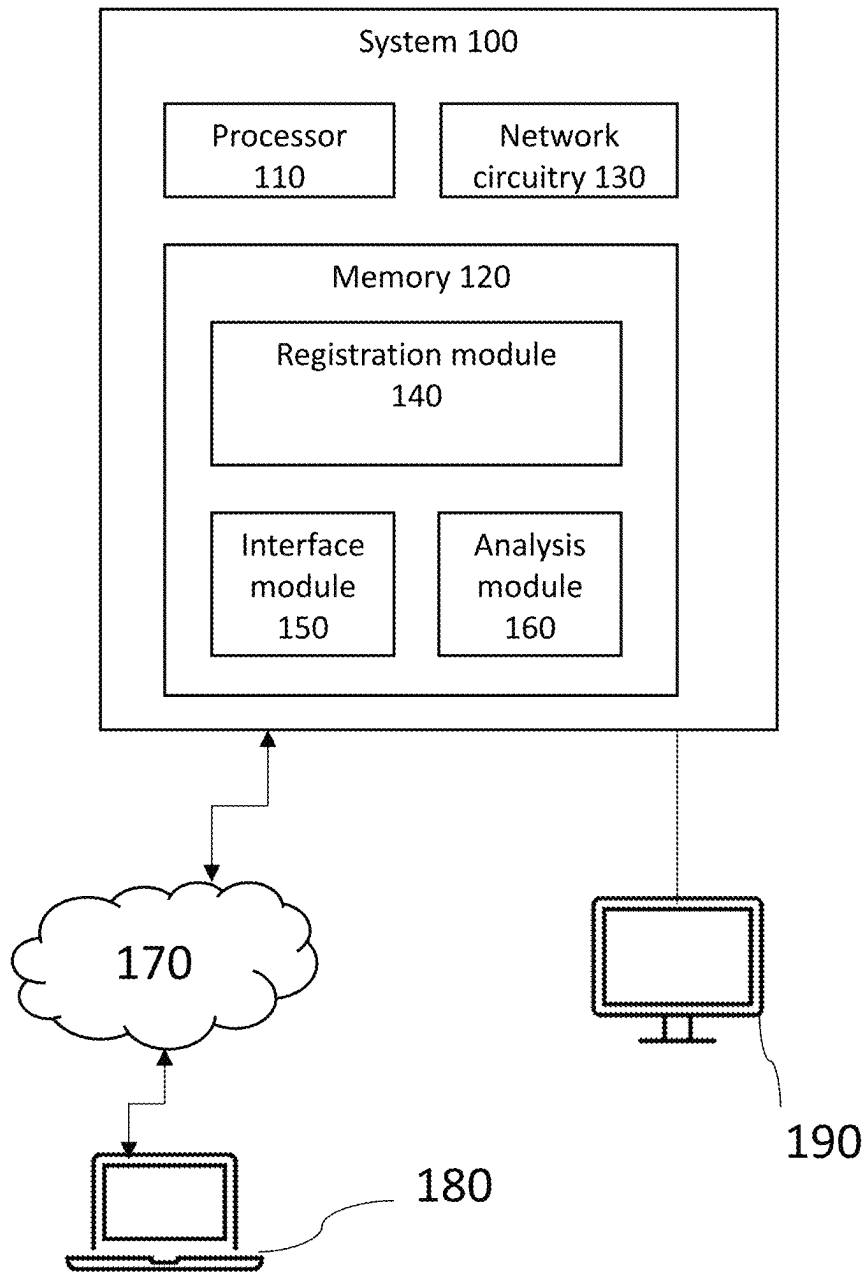 System 100
Processor
110
Network
circuitry 130
Memory 120
Registration module
140
Interface
module
150
Analysis
module
160
170
190
180